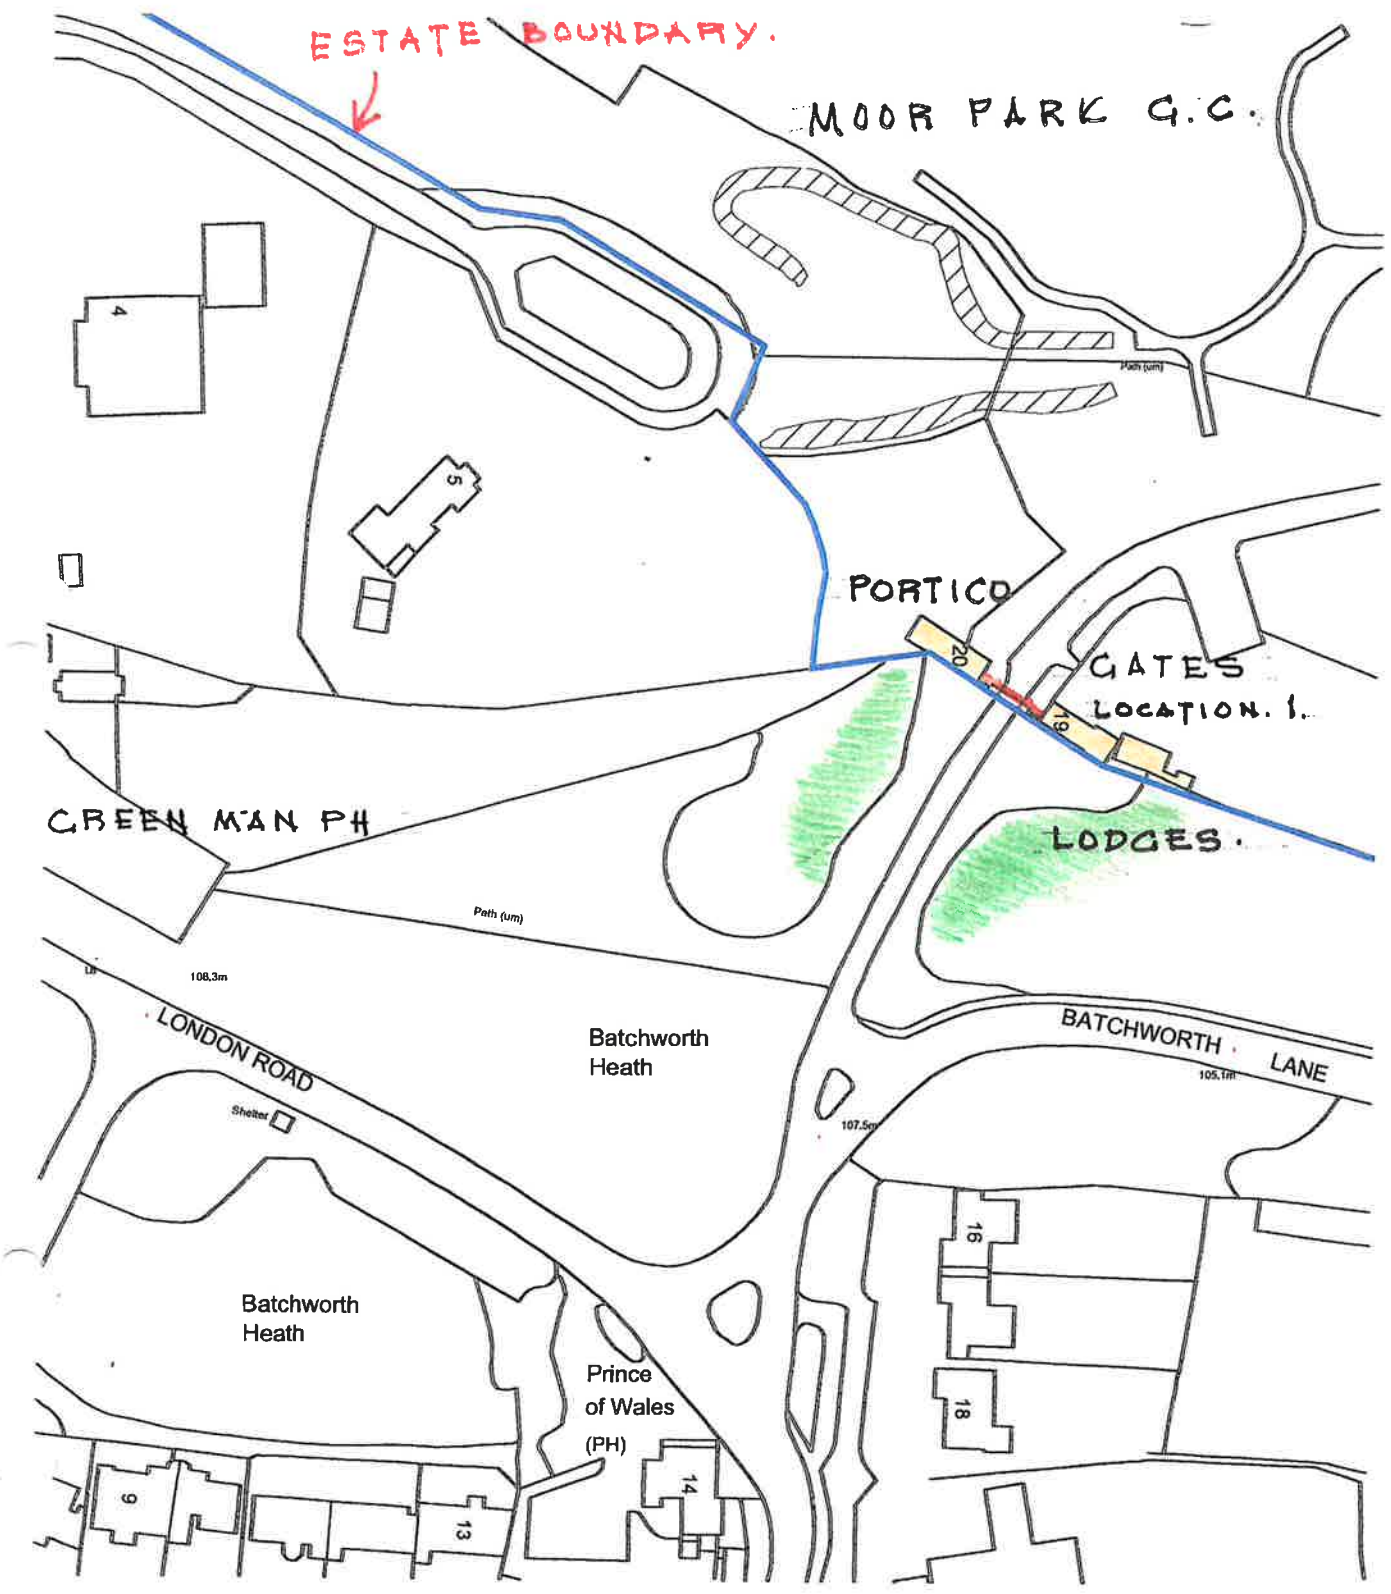 ESTATE BOUNDARY.
MOOR PARK G.C.
4
Path (um)
5
PORTICO
20
GATES
LOCATION. 1.
19
GREEN MAN PH
LODGES.
Path (um)
108.3m
LONDON ROAD
Batchworth
Heath
BATCHWORTH LANE
105.1m
Shelter
107.5m
16
Batchworth
Heath
Prince
of Wales
(PH)
18
14
9
13